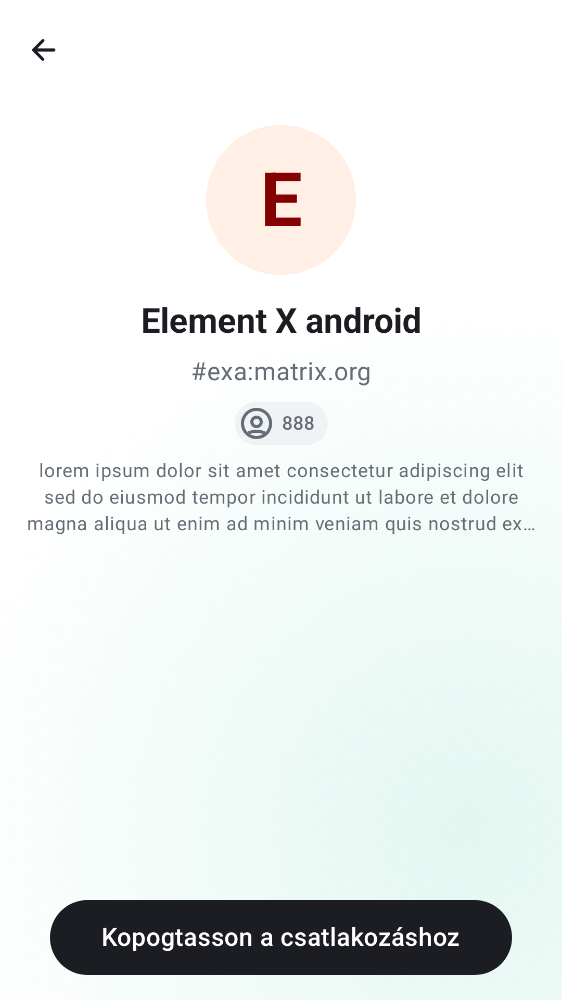 E
Element X android
#exa:matrix.org
888
lorem ipsum dolor sit amet consectetur adipiscing elit
sed do eiusmod tempor incididunt ut labore et dolore
magna aliqua ut enim ad minim veniam quis nostrud ex…
Kopogtasson a csatlakozáshoz